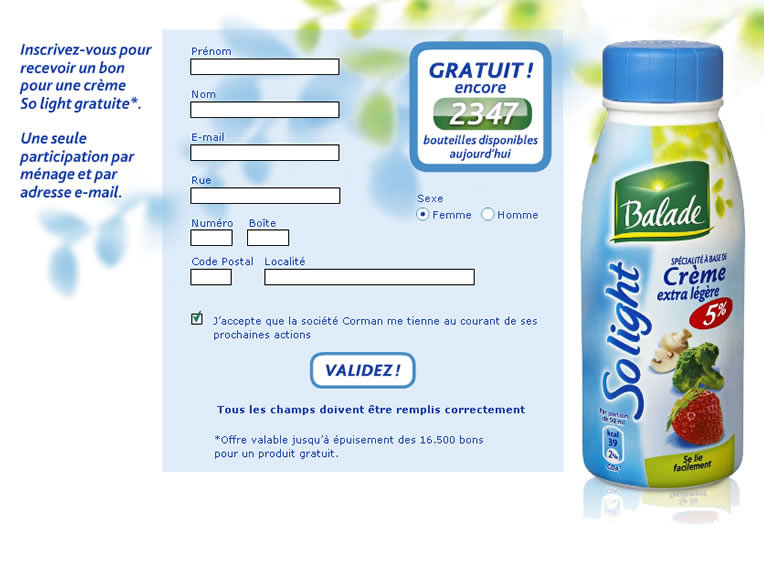 Inscrivez-vous pour
recevoir un bon
pour une crème
So light gratuite*.
Une seule
participation par
ménage et par
adresse e-mail.
Prénom
Nom
E-mail
Rue
Numéro Boîte
Code Postal Localité
GRATUIT !
encore
2347
bouteilles disponibles
aujourd'hui
Sexe
Femme Homme
J'accepte que la société Corman me tienne au courant de ses
prochaines actions
VALIDEZ !
Tous les champs doivent être remplis correctement
*Offre valable jusqu'à épuisement des 16.500 bons
pour un produit gratuit.
Balade
So light
SPÉCIALITÉ À BASE DE
Crème
extra légère
5%
Par portion
de 50 ml
kcal
39
2%
Se lie
facilement